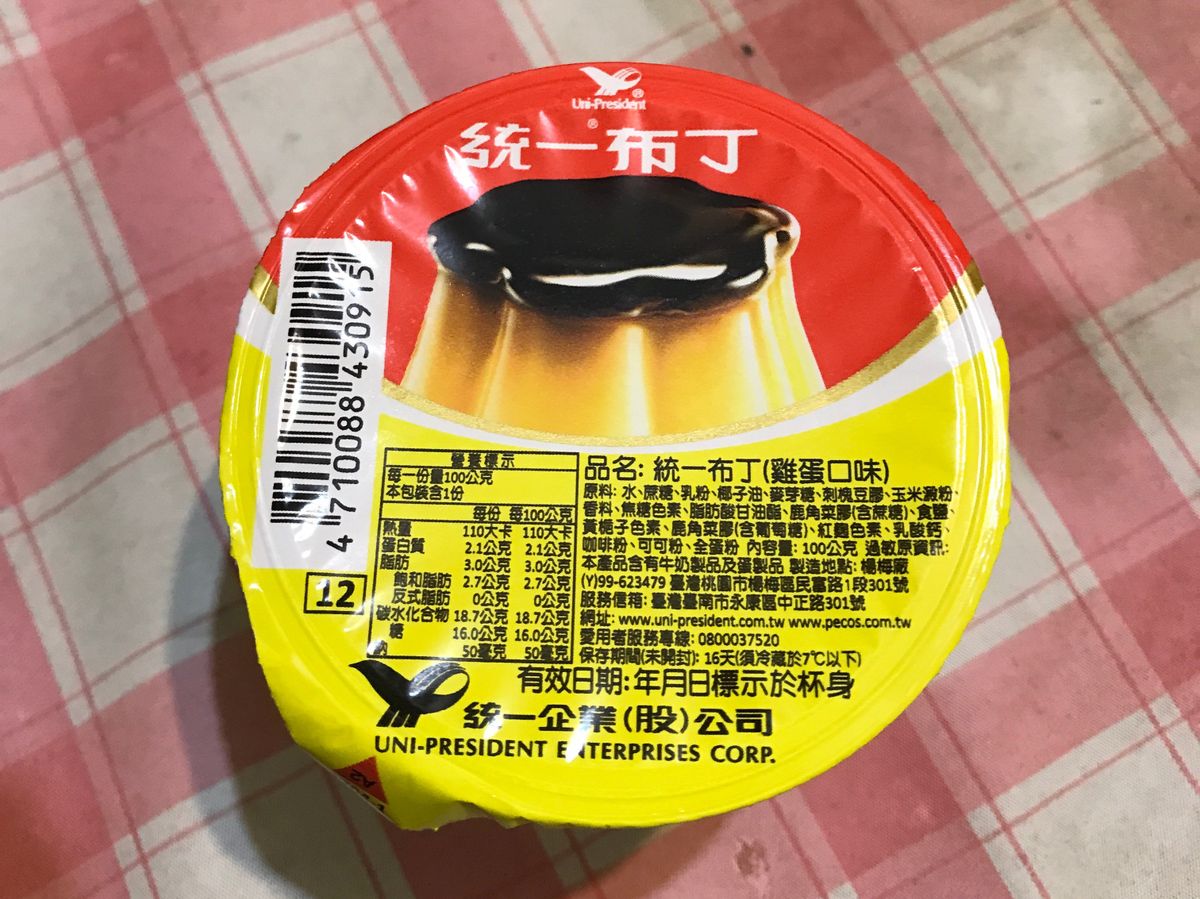 Uni-President®
統一布丁®
4 710088 430915
12
營養標示
每一份量100公克
本包裝含1份
每份 每100公克
熱量 110大卡 110大卡
蛋白質 2.1公克 2.1公克
脂肪 3.0公克 3.0公克
飽和脂肪 2.7公克 2.7公克
反式脂肪 0公克 0公克
碳水化合物 18.7公克 18.7公克
糖 16.0公克 16.0公克
鈉 50毫克 50毫克
品名: 統一布丁(雞蛋口味)
原料: 水、蔗糖、乳粉、椰子油、麥芽糖、刺槐豆膠、玉米澱粉、
香料、焦糖色素、脂肪酸甘油酯、鹿角菜膠(含蔗糖)、食鹽、
黃梔子色素、鹿角菜膠(含葡萄糖)、紅麴色素、乳酸鈣、
咖啡粉、可可粉、全蛋粉 內容量: 100公克 過敏原資訊:
本產品含有牛奶製品及蛋製品 製造地點: 楊梅廠
(Y)99-623479 臺灣桃園市楊梅區民富路1段301號
服務信箱: 臺灣臺南市永康區中正路301號
網址: www.uni-president.com.tw www.pecos.com.tw
愛用者服務專線: 0800037520
保存期間(未開封): 16天(須冷藏於7℃以下)
有效日期:年月日標示於杯身
統一企業(股)公司
UNI-PRESIDENT ENTERPRISES CORP.
A2